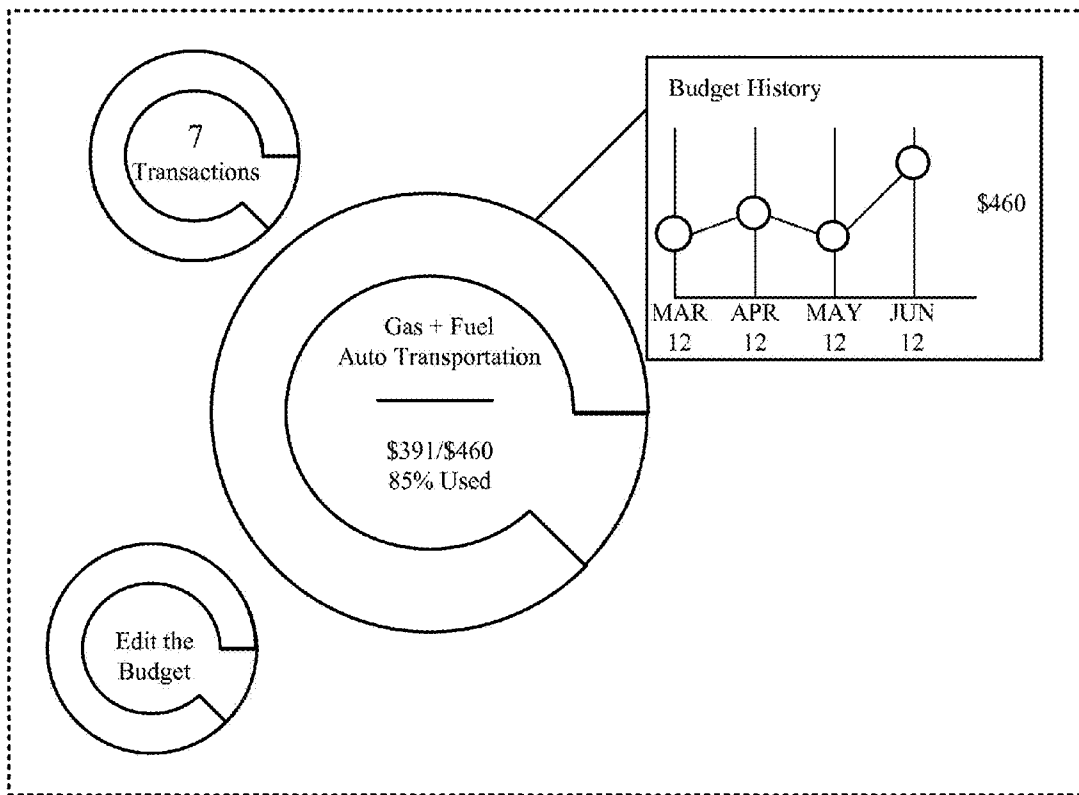 7
Transactions
Budget History
$460
MAR APR MAY JUN
12 12 12 12
Gas + Fuel
Auto Transportation
$391/$460
85% Used
Edit the
Budget